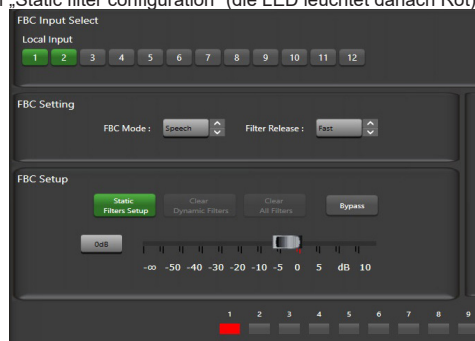 „Static filter configuration“ (die LED leuchtet danach Rot)
FBC Input Select
Local Input
1 2 3 4 5 6 7 8 9 10 11 12
FBC Setting
FBC Mode : Speech Filter Release : Fast
FBC Setup
Static Filters Setup
Clear Dynamic Filters
Clear All Filters
Bypass
0dB
-∞ -50 -40 -30 -20 -10 -5 0 5 dB 10
1 2 3 4 5 6 7 8 9